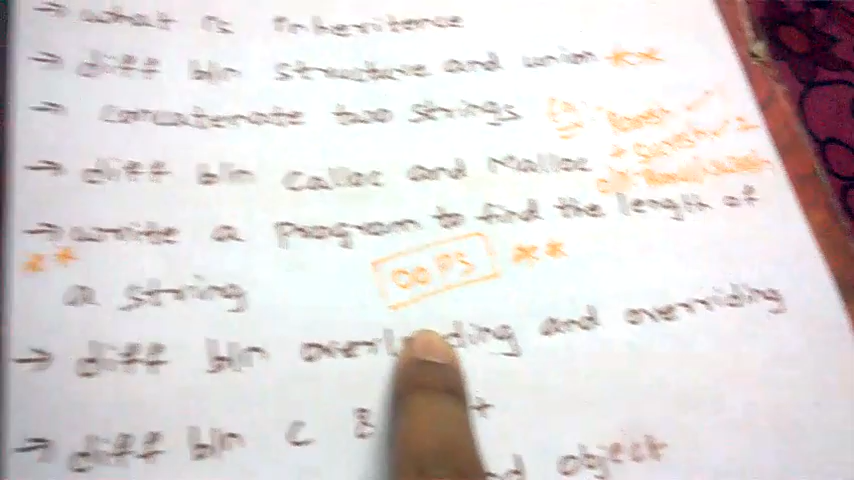 → what is inheritence
→ diff b/n structure and union **
→ concatenate two strings
→ diff b/n calloc and Malloc
→ write a program to find the length of
** a string
OOPS **
→ diff b/n overloading and overriding
→ diff b/n C &
object